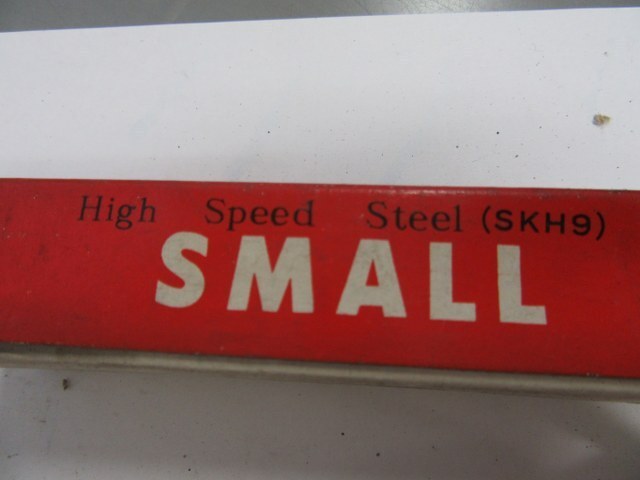 High Speed Steel (SKH9)
SMALL